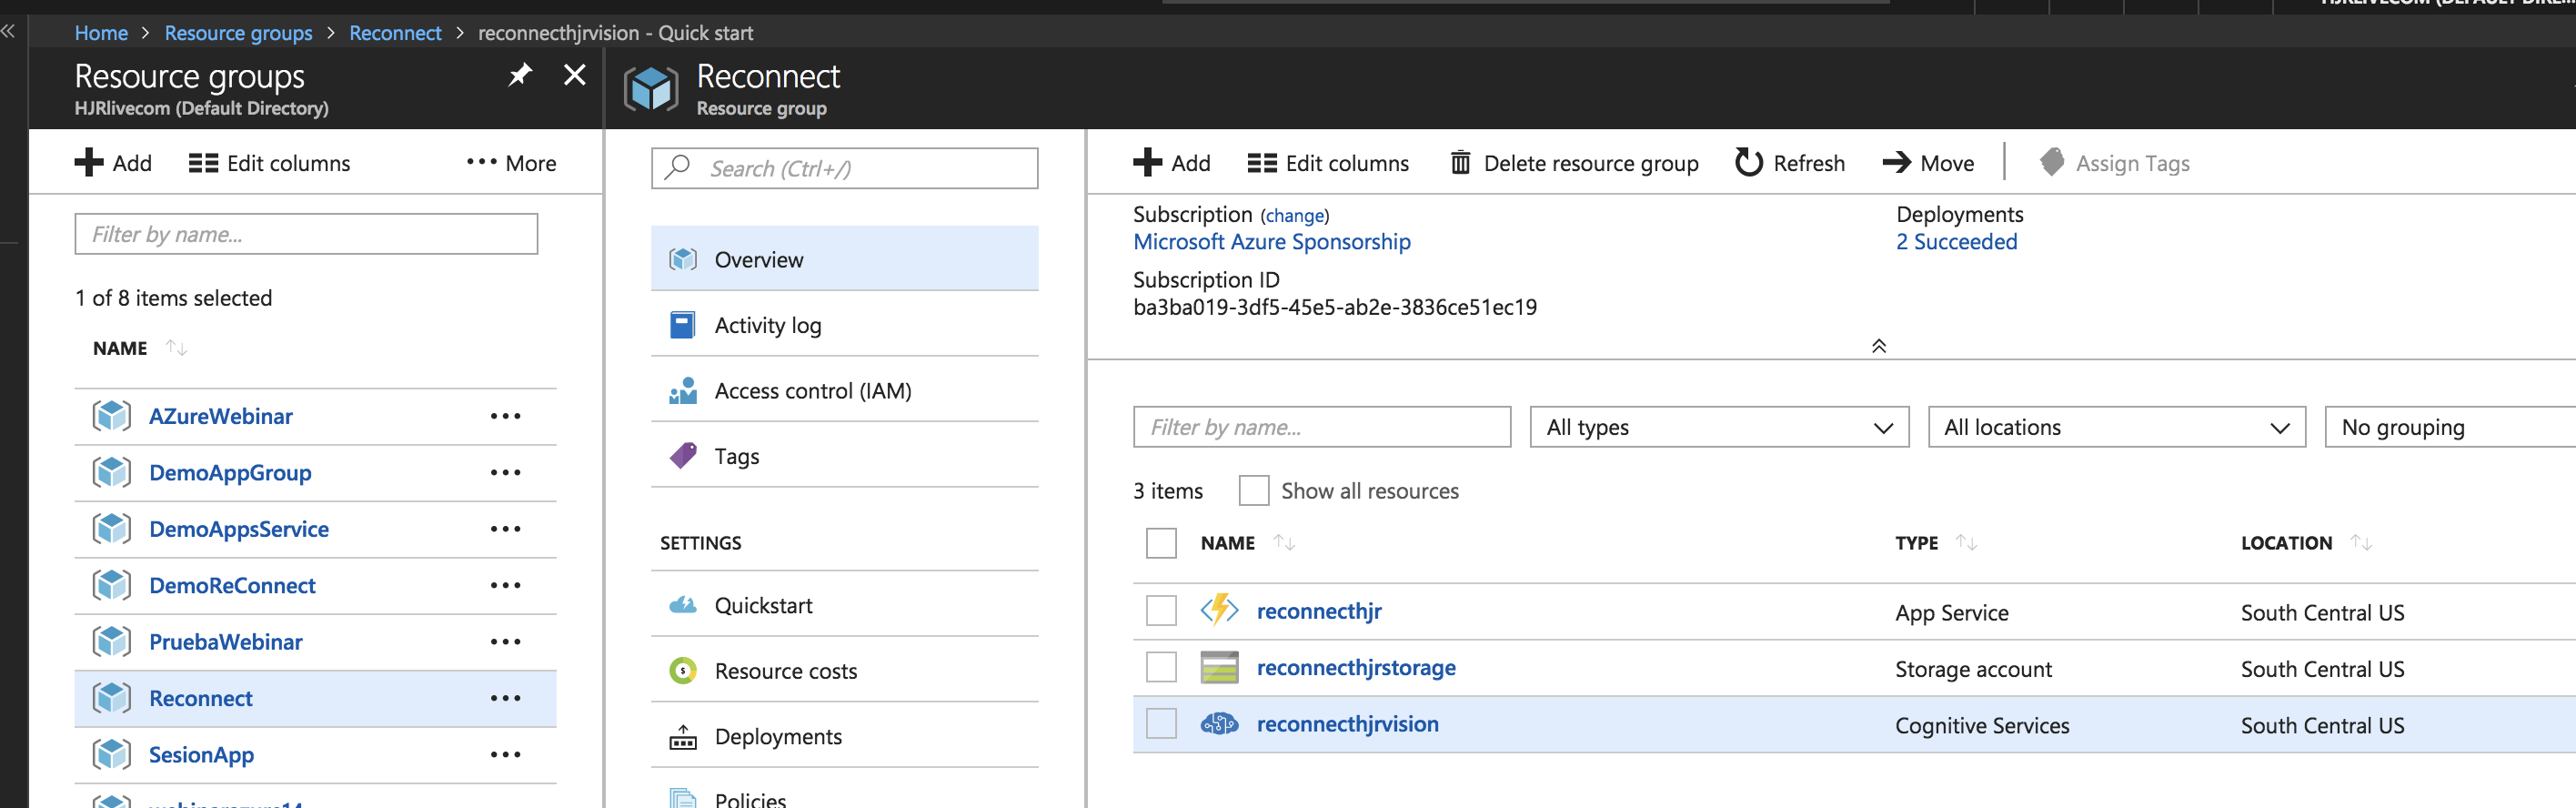 HJRLIVECOM (DEFAULT DIRE...
Home > Resource groups > Reconnect > reconnecthjrvision - Quick start
Resource groups
HJRlivecom (Default Directory)
Reconnect
Resource group
Add
Edit columns
More
Filter by name...
1 of 8 items selected
NAME
AZureWebinar
DemoAppGroup
DemoAppsService
DemoReConnect
PruebaWebinar
Reconnect
SesionApp
webinarazure14
Search (Ctrl+/)
Overview
Activity log
Access control (IAM)
Tags
SETTINGS
Quickstart
Resource costs
Deployments
Policies
Add
Edit columns
Delete resource group
Refresh
Move
Assign Tags
Subscription (change)
Microsoft Azure Sponsorship
Deployments
2 Succeeded
Subscription ID
ba3ba019-3df5-45e5-ab2e-3836ce51ec19
Filter by name...
All types
All locations
No grouping
3 items
Show all resources
NAME TYPE LOCATION
reconnecthjr App Service South Central US
reconnecthjrstorage Storage account South Central US
reconnecthjrvision Cognitive Services South Central US